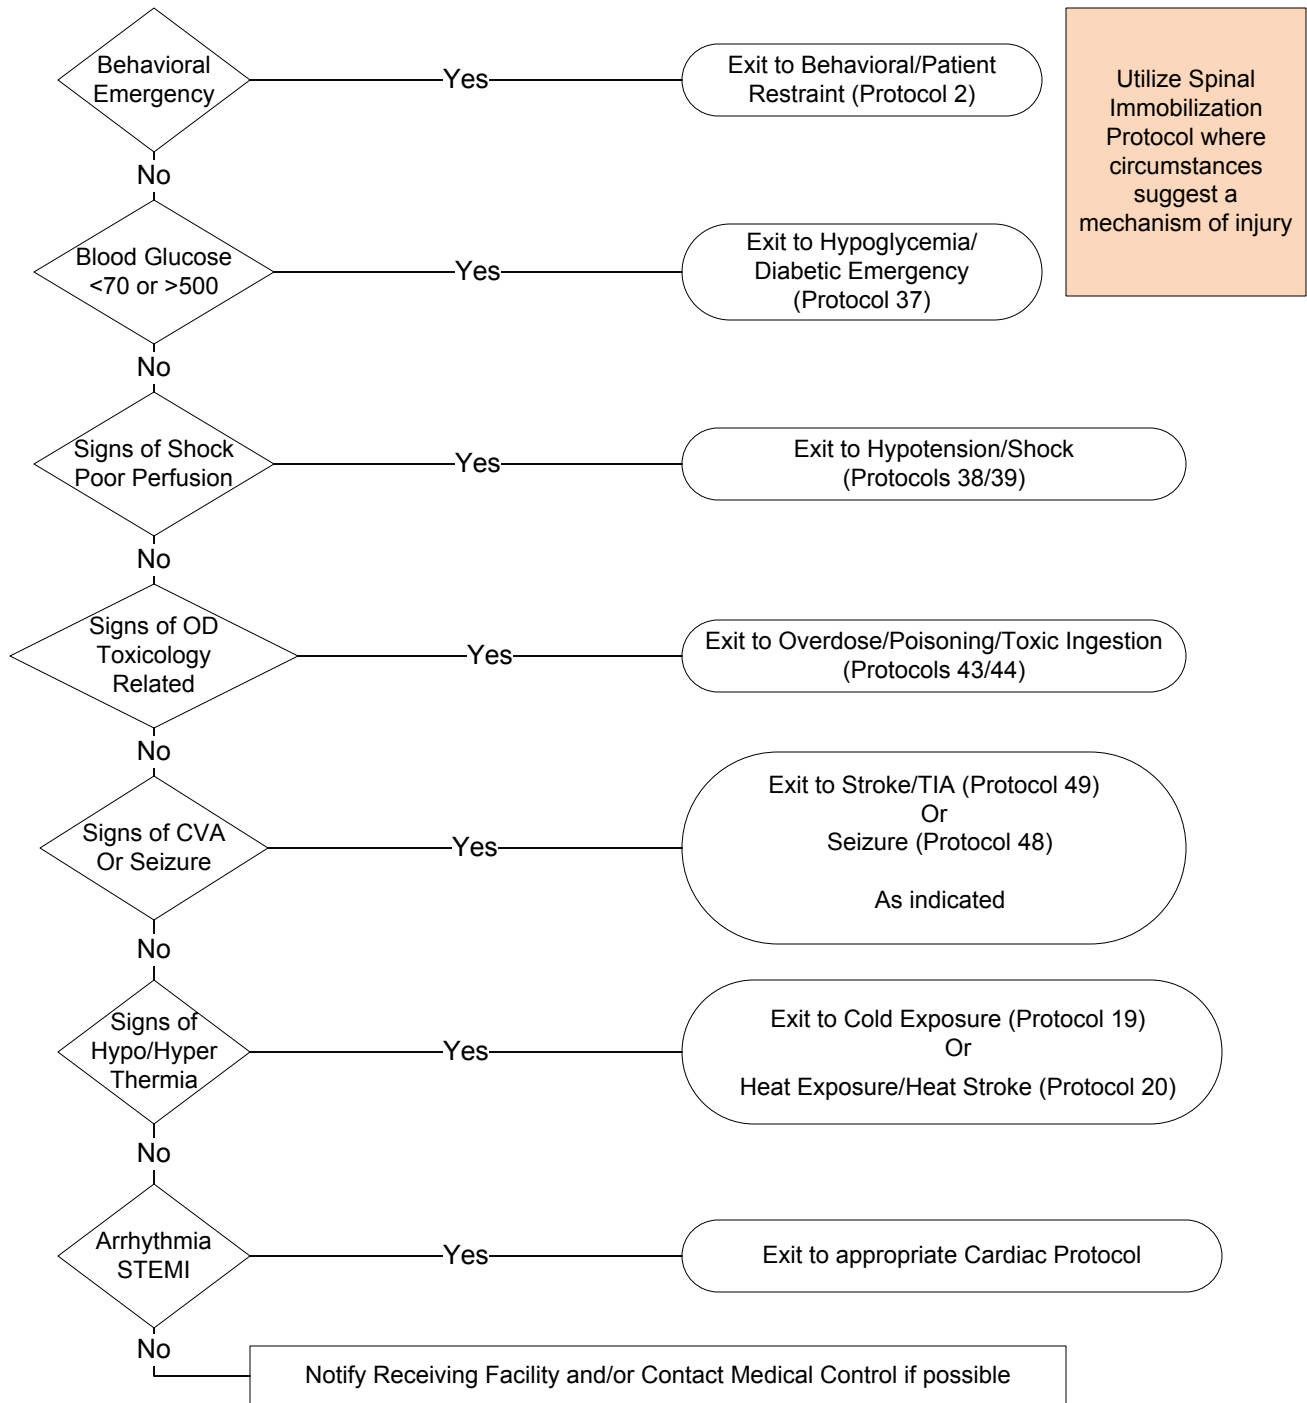 Behavioral
Emergency
Yes
Exit to Behavioral/Patient
Restraint (Protocol 2)
Utilize Spinal
Immobilization
Protocol where
circumstances
suggest a
mechanism of injury
No
Blood Glucose
<70 or >500
Yes
Exit to Hypoglycemia/
Diabetic Emergency
(Protocol 37)
No
Signs of Shock
Poor Perfusion
Yes
Exit to Hypotension/Shock
(Protocols 38/39)
No
Signs of OD
Toxicology
Related
Yes
Exit to Overdose/Poisoning/Toxic Ingestion
(Protocols 43/44)
No
Signs of CVA
Or Seizure
Yes
Exit to Stroke/TIA (Protocol 49)
Or
Seizure (Protocol 48)
As indicated
No
Signs of
Hypo/Hyper
Thermia
Yes
Exit to Cold Exposure (Protocol 19)
Or
Heat Exposure/Heat Stroke (Protocol 20)
No
Arrhythmia
STEMI
Yes
Exit to appropriate Cardiac Protocol
No
Notify Receiving Facility and/or Contact Medical Control if possible